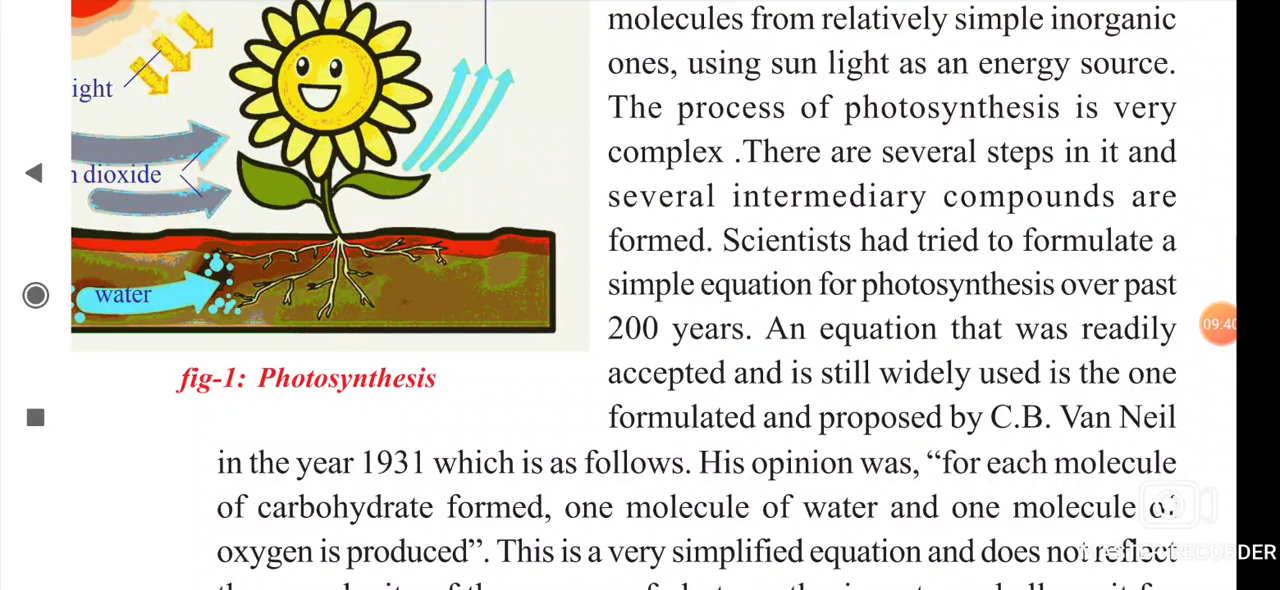 molecules from relatively simple inorganic
ones, using sun light as an energy source.
The process of photosynthesis is very
complex .There are several steps in it and
several intermediary compounds are
formed. Scientists had tried to formulate a
simple equation for photosynthesis over past
200 years. An equation that was readily
accepted and is still widely used is the one
formulated and proposed by C.B. Van Neil
in the year 1931 which is as follows. His opinion was, “for each molecule
of carbohydrate formed, one molecule of water and one molecule of
oxygen is produced”. This is a very simplified equation and does not reflect
ight
n dioxide
water
fig-1: Photosynthesis
09:40
RECORDER